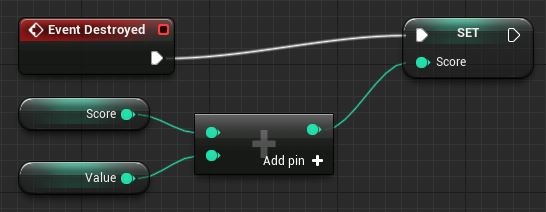 Event Destroyed
SET
Score
Score
Value
Add pin +